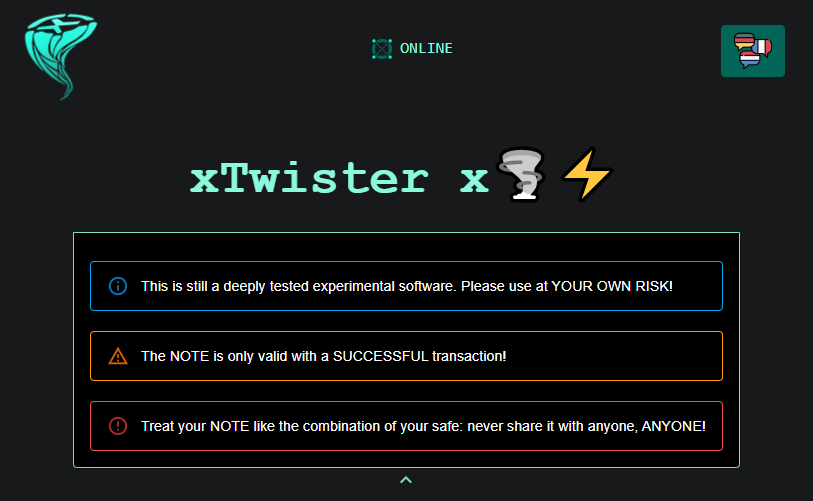 ONLINE
xTwister x🌪️⚡
This is still a deeply tested experimental software. Please use at YOUR OWN RISK!
The NOTE is only valid with a SUCCESSFUL transaction!
Treat your NOTE like the combination of your safe: never share it with anyone, ANYONE!